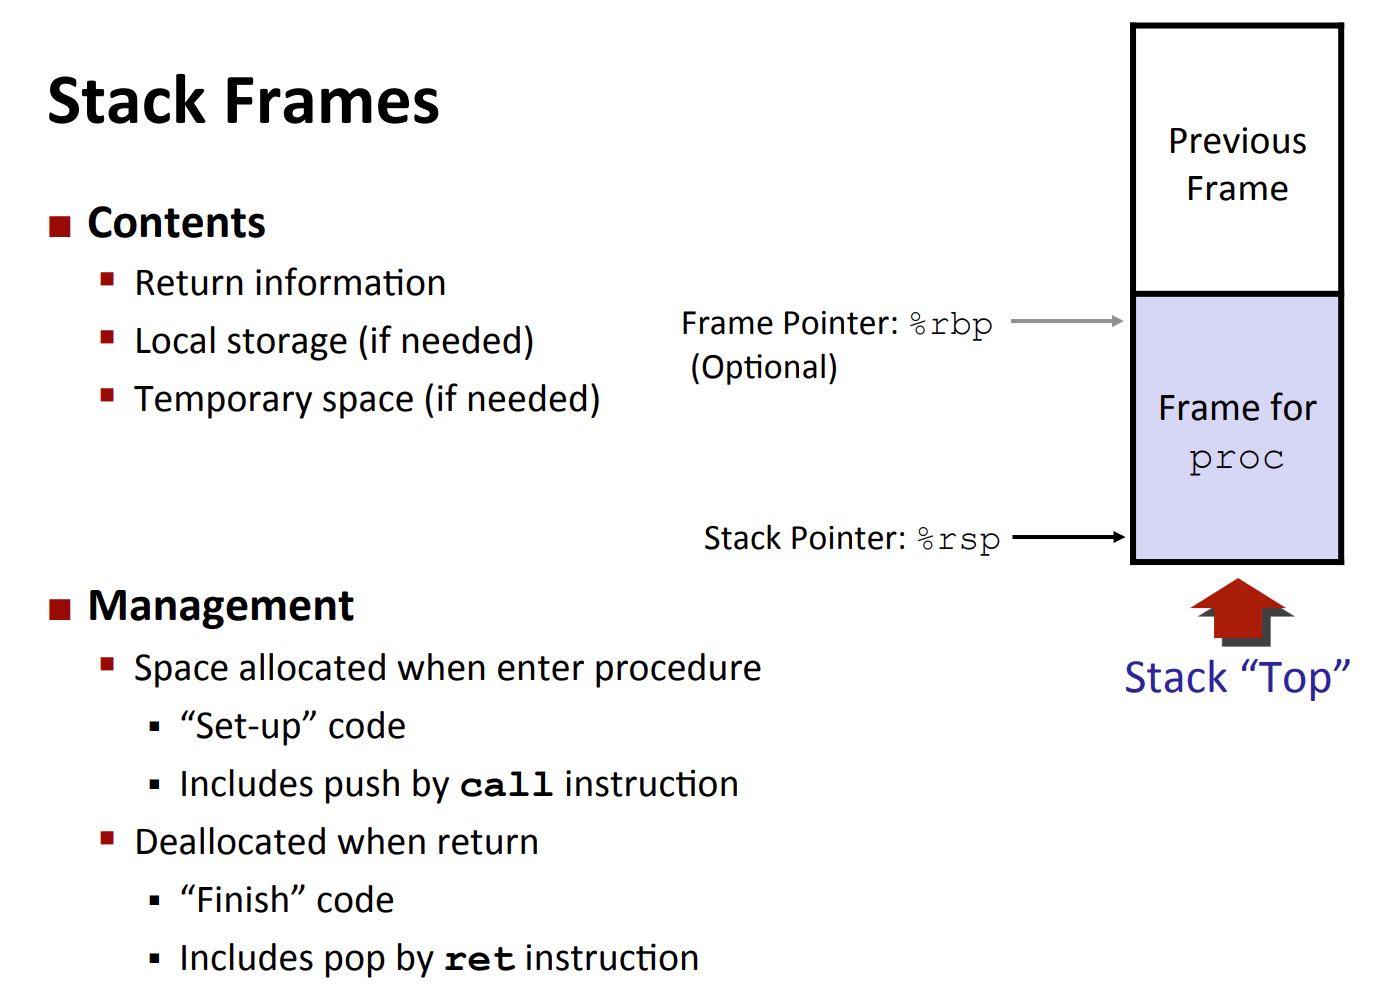 Stack Frames
Contents
Return information
Local storage (if needed)
Temporary space (if needed)
Management
Space allocated when enter procedure
“Set-up” code
Includes push by call instruction
Deallocated when return
“Finish” code
Includes pop by ret instruction
Previous
Frame
Frame Pointer: %rbp
(Optional)
Frame for
proc
Stack Pointer: %rsp
Stack “Top”